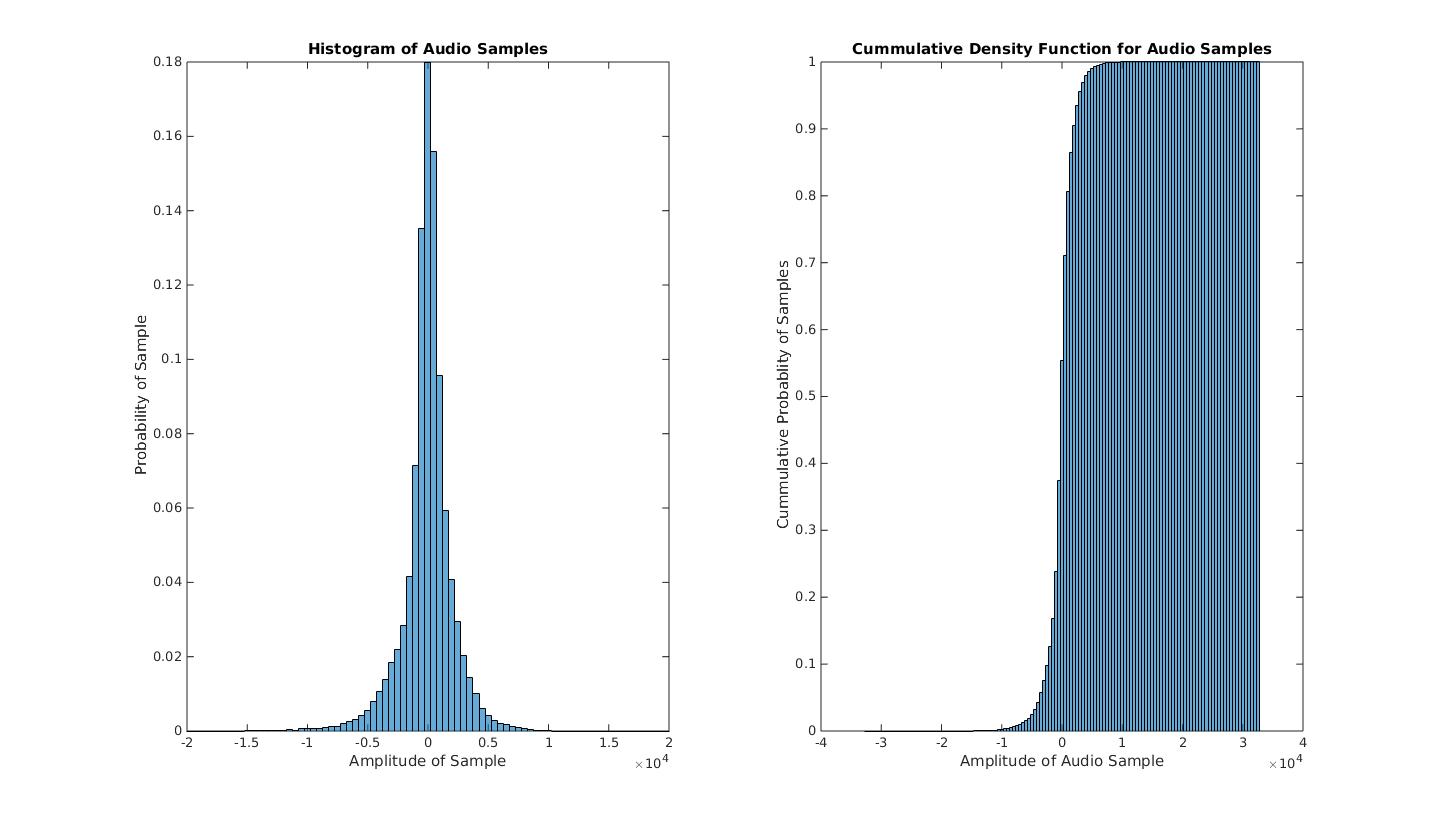 Histogram of Audio Samples
0.18
0.16
0.14
0.12
0.1
0.08
0.06
0.04
0.02
0
Probability of Sample
-2 -1.5 -1 -0.5 0 0.5 1 1.5 2
Amplitude of Sample
×10⁴
Cummulative Density Function for Audio Samples
1
0.9
0.8
0.7
0.6
0.5
0.4
0.3
0.2
0.1
0
Cummulative Probablity of Samples
-4 -3 -2 -1 0 1 2 3 4
Amplitude of Audio Sample
×10⁴